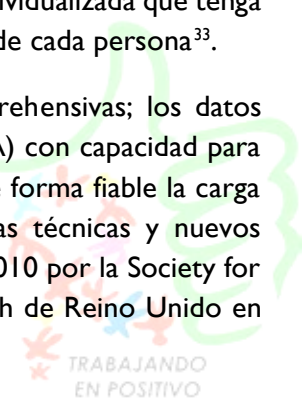 ividualizada que tenga
de cada persona³³.
rehensivas; los datos
A) con capacidad para
e forma fiable la carga
as técnicas y nuevos
010 por la Society for
h de Reino Unido en
TRABAJANDO
EN POSITIVO